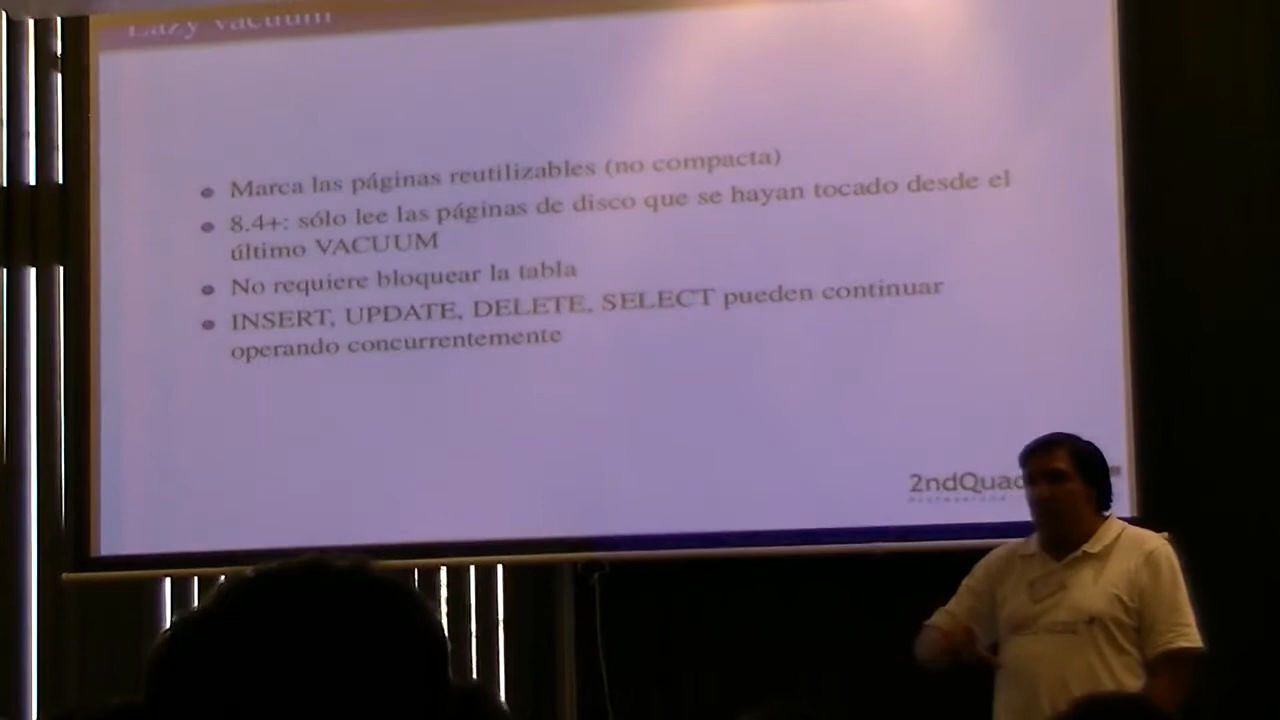 Lazy vacuum
Marca las páginas reutilizables (no compacta)
8.4+: sólo lee las páginas de disco que se hayan tocado desde el
último VACUUM
No requiere bloquear la tabla
INSERT, UPDATE, DELETE, SELECT pueden continuar
operando concurrentemente
2ndQuad